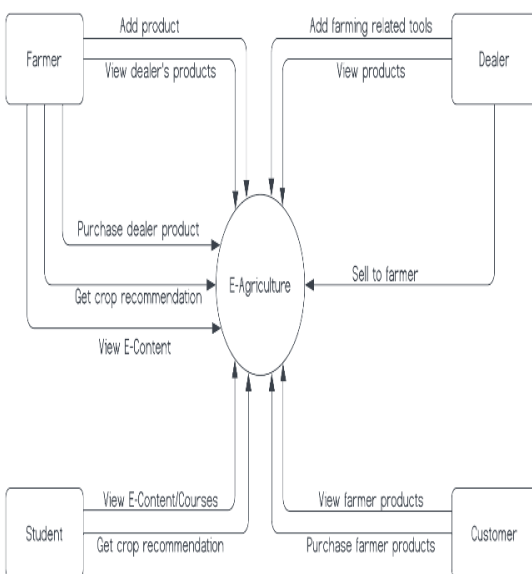 Add product
Add farming related tools
Farmer
Dealer
View dealer's products
View products
Purchase dealer product
Sell to farmer
E-Agriculture
Get crop recommendation
View E-Content
View E-Content/Courses
View farmer products
Student
Customer
Get crop recommendation
Purchase farmer products